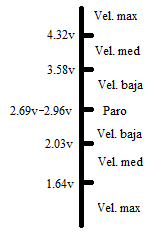 Vel. max
4.32v
Vel. med
3.58v
Vel. baja
2.69v-2.96v Paro
Vel. baja
2.03v
Vel. med
1.64v
Vel. max